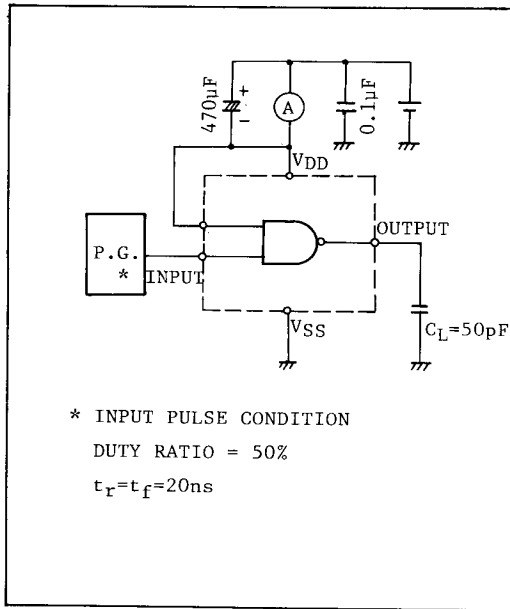 470μF
+
−
A
0.1μF
VDD
OUTPUT
P.G.
*
INPUT
VSS
CL=50pF
* INPUT PULSE CONDITION
DUTY RATIO = 50%
tr=tf=20ns